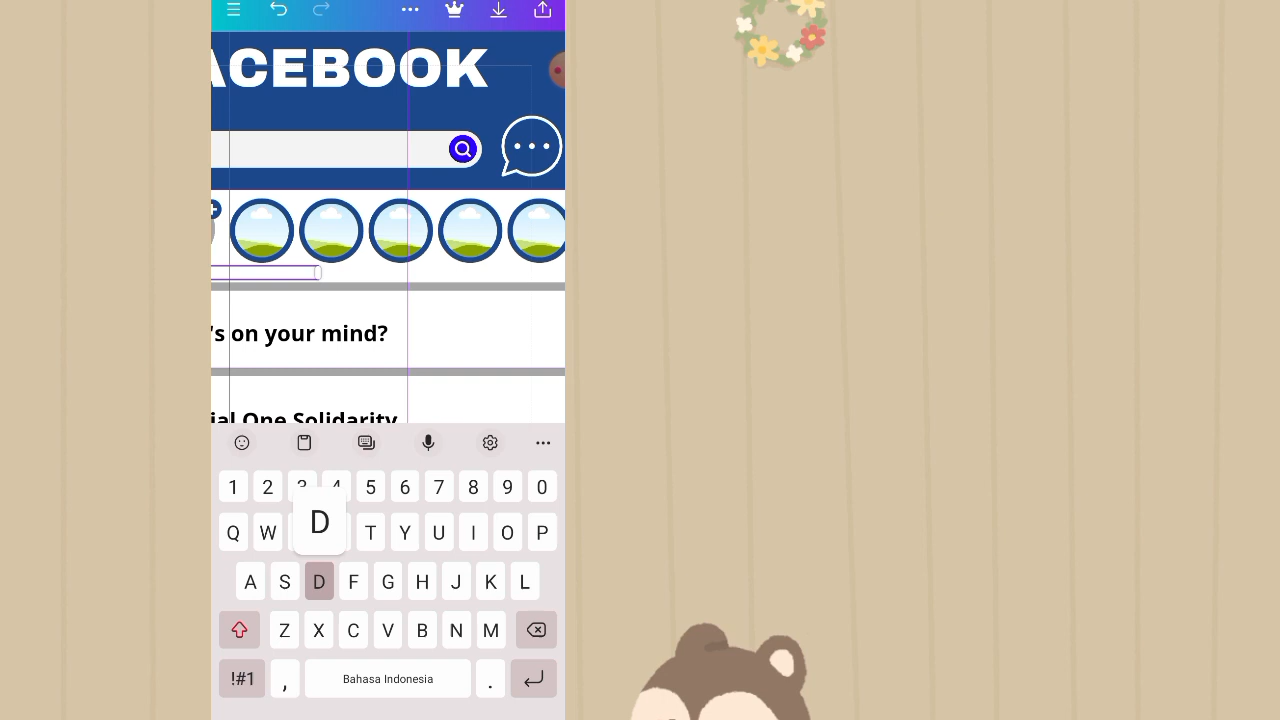 ACEBOOK
's on your mind?
ial One Solidarity
1 2 3 4 5 6 7 8 9 0
D
Q W T Y U I O P
A S D F G H J K L
Z X C V B N M
!#1 , Bahasa Indonesia .